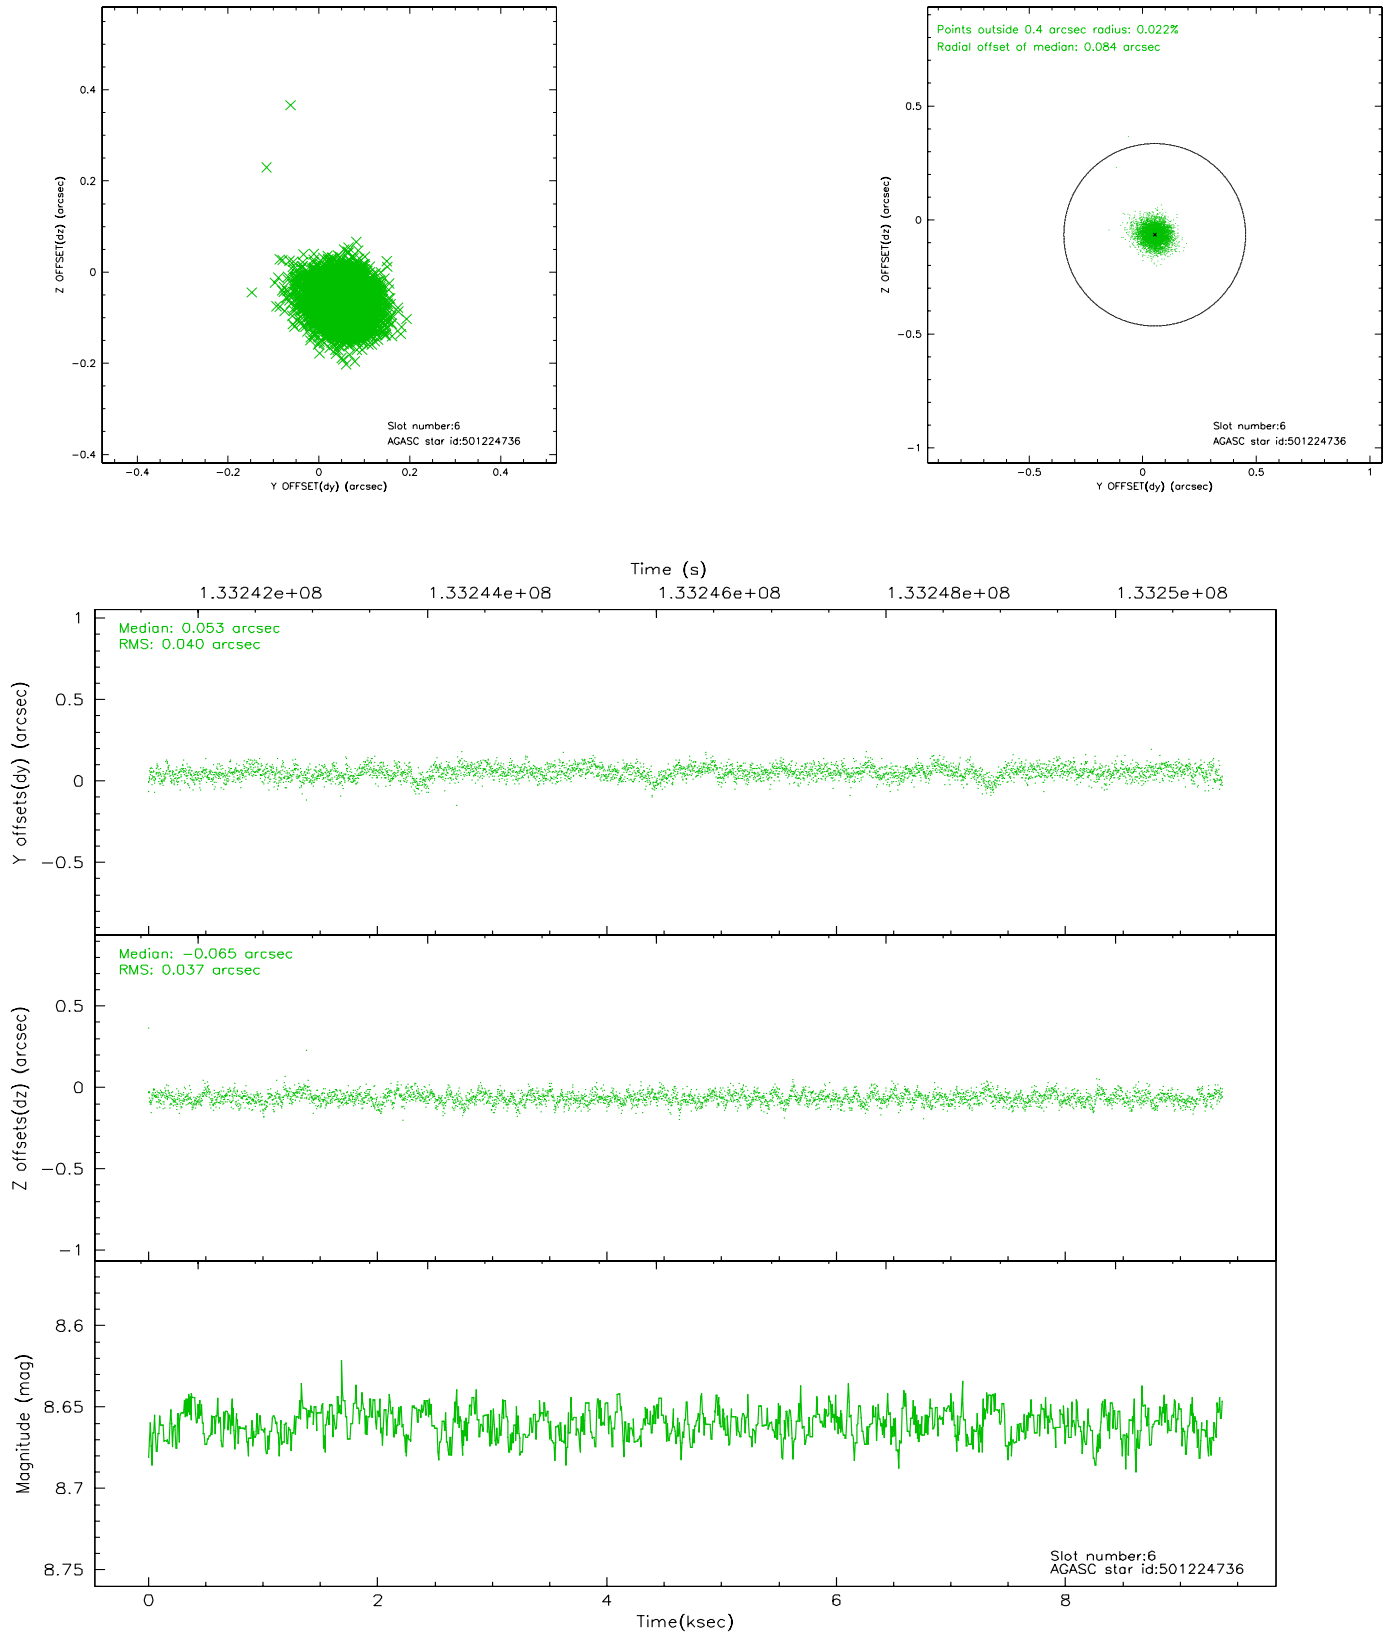 0.4
0.2
0
−0.2
−0.4
Z OFFSET(dz) (arcsec)
Slot number:6
AGASC star id:501224736
−0.4
−0.2
0
0.2
0.4
Y OFFSET(dy) (arcsec)
Points outside 0.4 arcsec radius: 0.022%
Radial offset of median: 0.084 arcsec
0.5
0
−0.5
−1
Z OFFSET(dz) (arcsec)
Slot number:6
AGASC star id:501224736
−0.5
0
0.5
1
Y OFFSET(dy) (arcsec)
Time (s)
1.33242e+08
1.33244e+08
1.33246e+08
1.33248e+08
1.3325e+08
Median: 0.053 arcsec
RMS: 0.040 arcsec
1
0.5
0
−0.5
Y offsets(dy) (arcsec)
Median: −0.065 arcsec
RMS: 0.037 arcsec
0.5
0
−0.5
−1
Z offsets(dz) (arcsec)
8.6
8.65
8.7
8.75
Magnitude (mag)
Slot number:6
AGASC star id:501224736
0
2
4
6
8
Time(ksec)